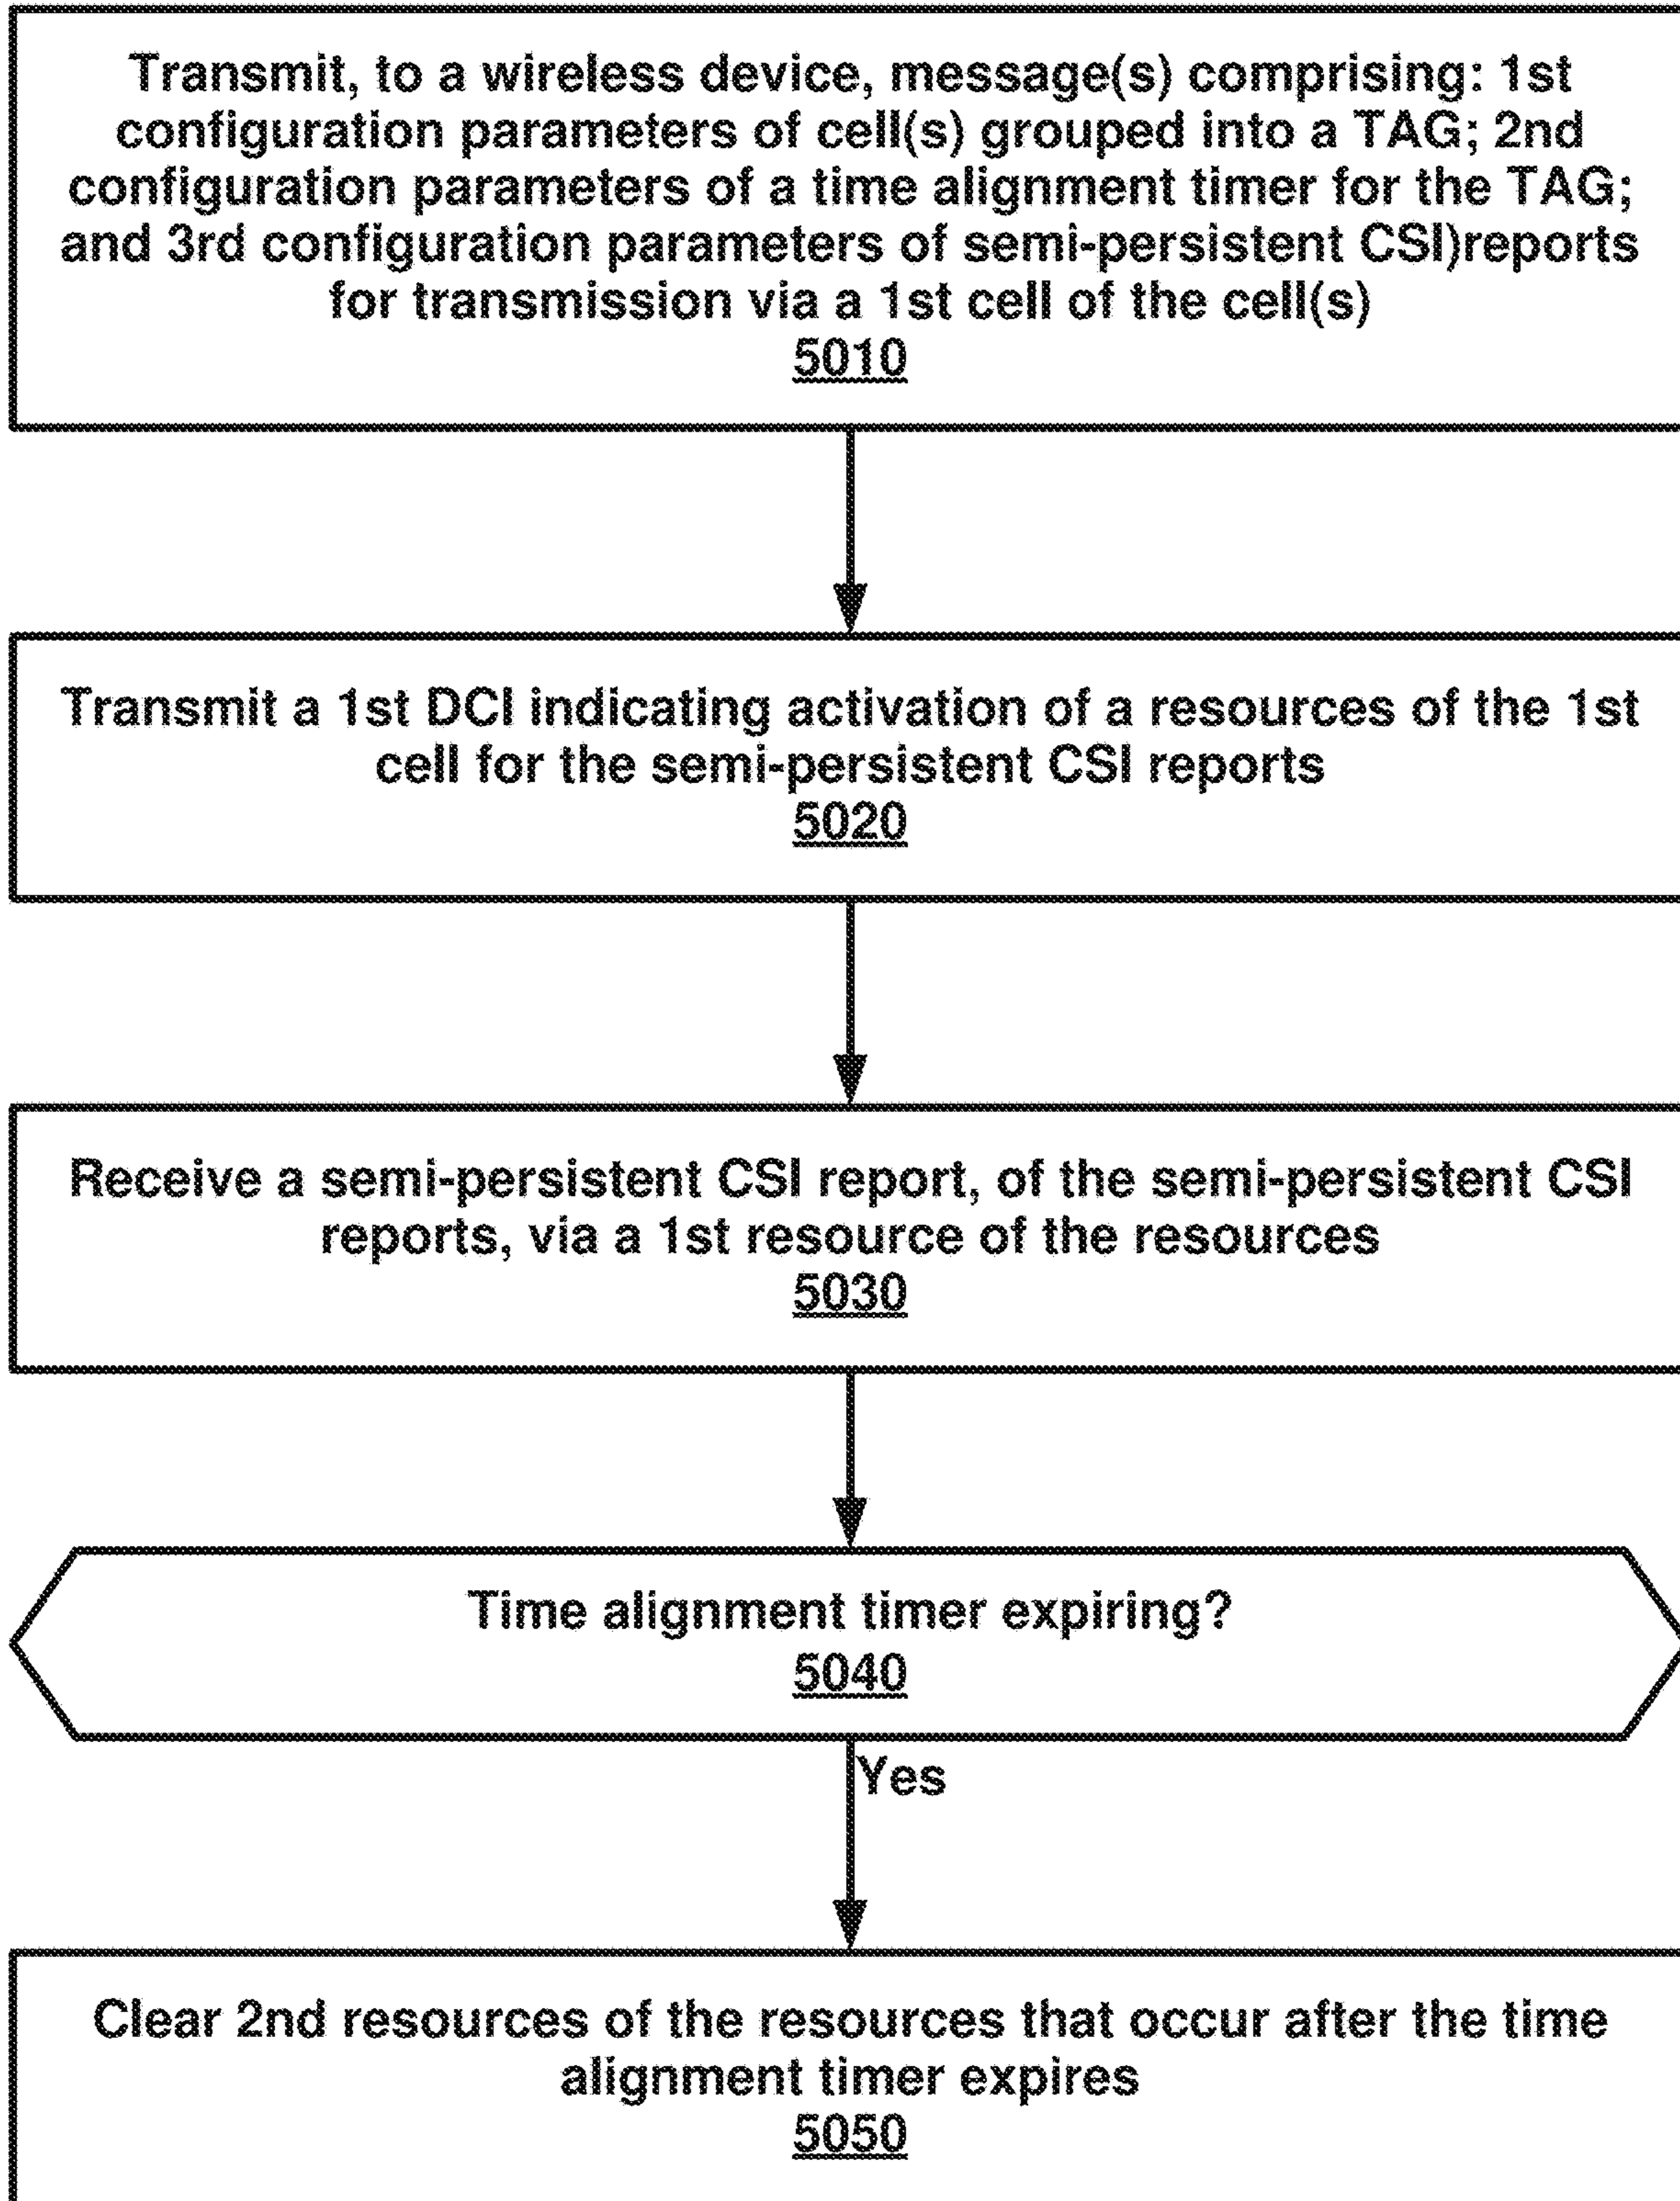 Transmit, to a wireless device, message(s) comprising: 1st
configuration parameters of cell(s) grouped into a TAG; 2nd
configuration parameters of a time alignment timer for the TAG;
and 3rd configuration parameters of semi-persistent CSI)reports
for transmission via a 1st cell of the cell(s)
5010
Transmit a 1st DCI indicating activation of a resources of the 1st
cell for the semi-persistent CSI reports
5020
Receive a semi-persistent CSI report, of the semi-persistent CSI
reports, via a 1st resource of the resources
5030
Time alignment timer expiring?
5040
Yes
Clear 2nd resources of the resources that occur after the time
alignment timer expires
5050